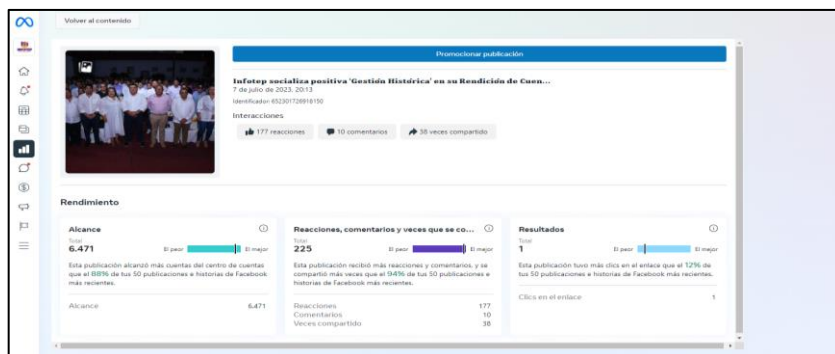 Volver al contenido
Promocionar publicación
Infotep socializa positiva 'Gestión Histórica' en su Rendición de Cuen...
7 de julio de 2023, 20:13
Identificador: 652301726918150
Interacciones
177 reacciones
10 comentarios
38 veces compartido
Rendimiento
Alcance
Total
6.471
El peor
El mejor
Esta publicación alcanzó más cuentas del centro de cuentas
que el 88% de tus 50 publicaciones e historias de Facebook
más recientes.
Alcance 6.471
Reacciones, comentarios y veces que se co...
Total
225
El peor
El mejor
Esta publicación recibió más reacciones y comentarios, y se
compartió más veces que el 94% de tus 50 publicaciones e
historias de Facebook más recientes.
Reacciones 177
Comentarios 10
Veces compartido 38
Resultados
Total
1
El peor
El mejor
Esta publicación tuvo más clics en el enlace que el 12% de
tus 50 publicaciones e historias de Facebook más recientes.
Clics en el enlace 1